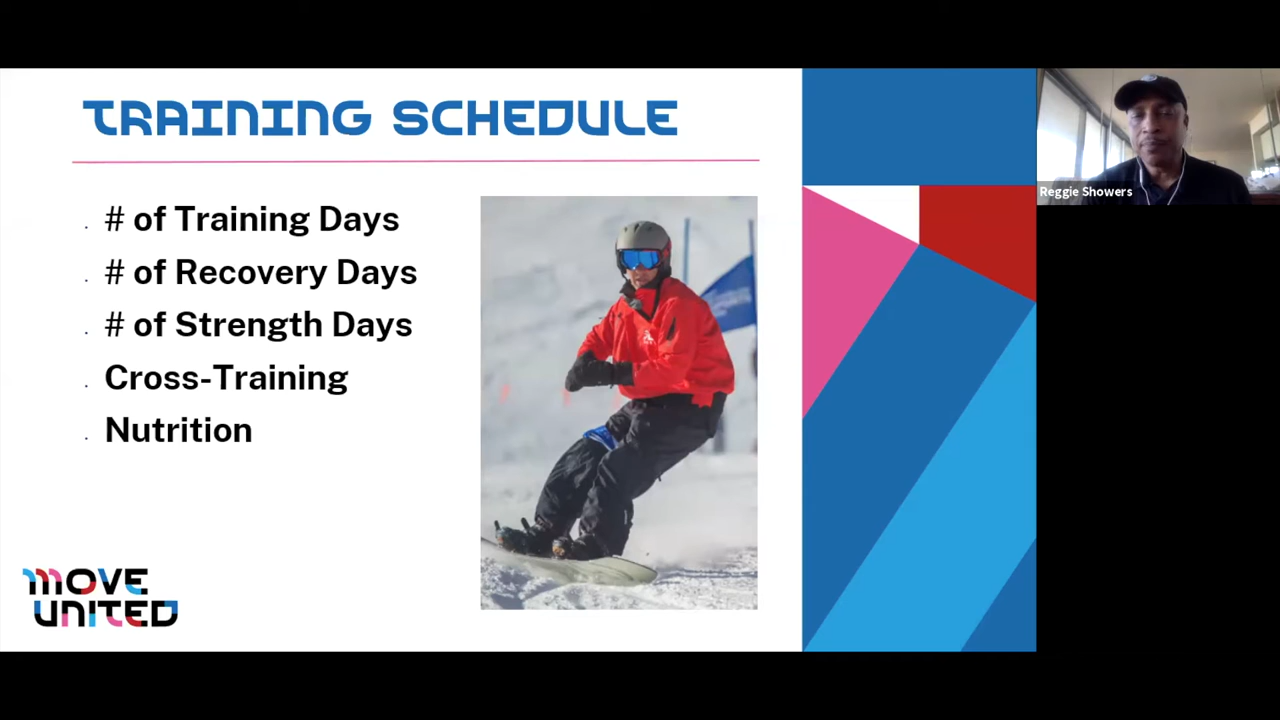 TRAINING SCHEDULE
# of Training Days
# of Recovery Days
# of Strength Days
Cross-Training
Nutrition
MOVE
UNITED
Reggie Showers